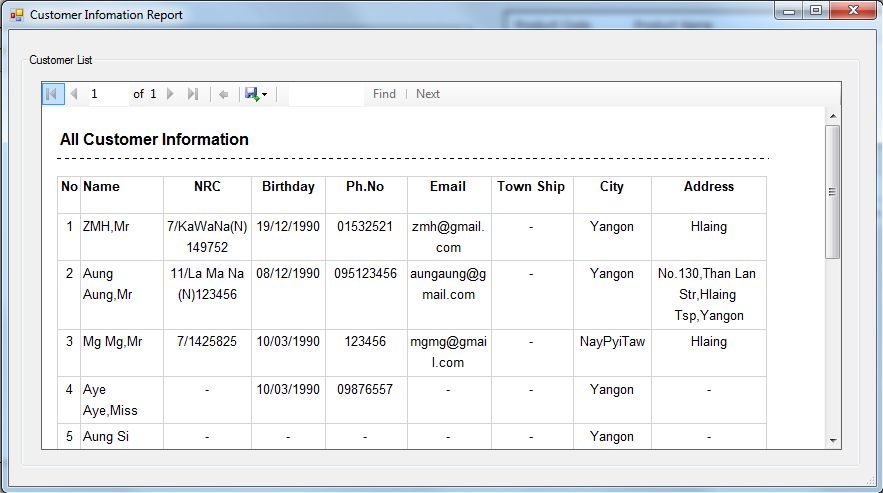 Customer Infomation Report
Product Code Product Name
Customer List
1 of 1 Find Next
All Customer Information
No Name NRC Birthday Ph.No Email Town Ship City Address
1 ZMH,Mr 7/KaWaNa(N) 19/12/1990 01532521 zmh@gmail. - Yangon Hlaing
149752 com
2 Aung 11/La Ma Na 08/12/1990 095123456 aungaung@g - Yangon No.130,Than Lan
Aung,Mr (N)123456 mail.com Str,Hlaing
Tsp,Yangon
3 Mg Mg,Mr 7/1425825 10/03/1990 123456 mgmg@gmai - NayPyiTaw Hlaing
l.com
4 Aye - 10/03/1990 09876557 - - Yangon -
Aye,Miss
5 Aung Si - - - - - Yangon -